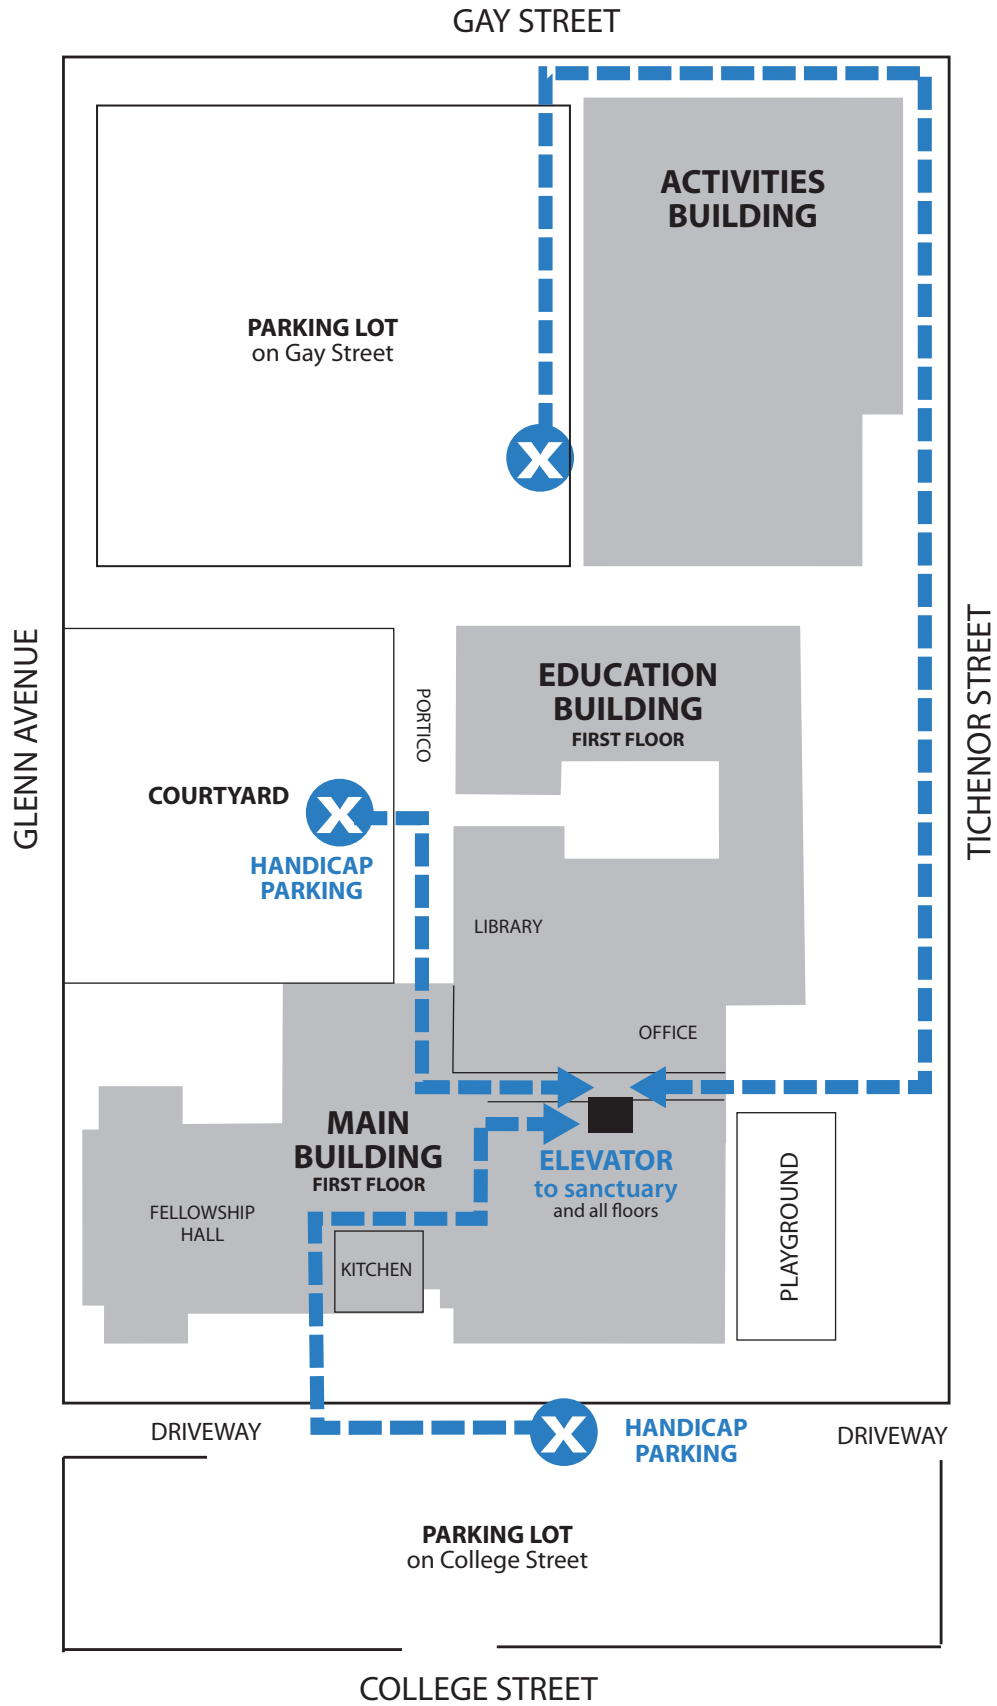 GAY STREET
ACTIVITIES
BUILDING
PARKING LOT
on Gay Street
X
GLENN AVENUE
TICHENOR STREET
EDUCATION
BUILDING
FIRST FLOOR
PORTICO
COURTYARD
X
HANDICAP
PARKING
LIBRARY
OFFICE
MAIN
BUILDING
FIRST FLOOR
ELEVATOR
to sanctuary
and all floors
FELLOWSHIP
HALL
KITCHEN
PLAYGROUND
DRIVEWAY
X
HANDICAP
PARKING
DRIVEWAY
PARKING LOT
on College Street
COLLEGE STREET